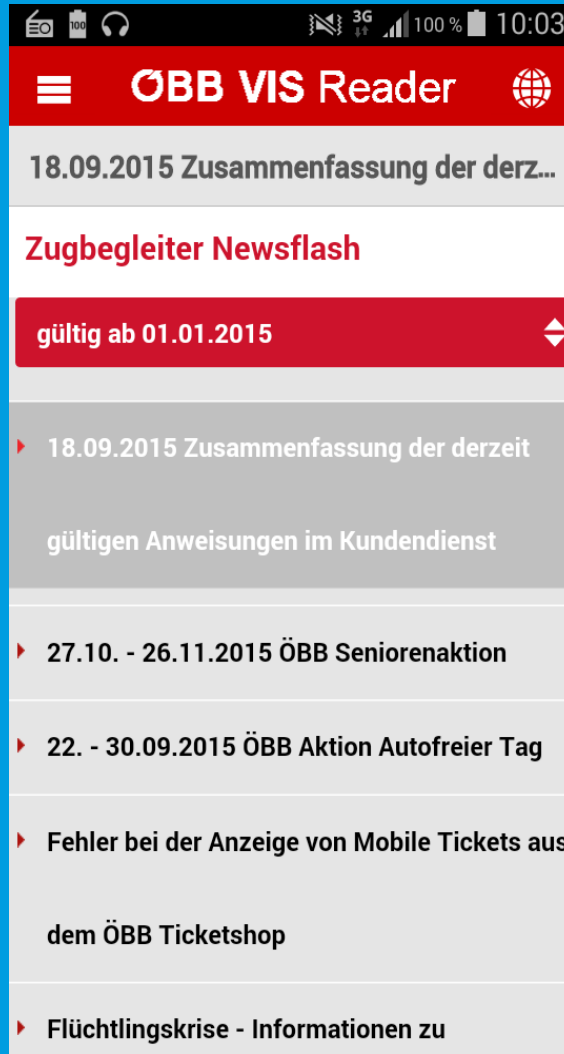 100 3G 100 % 10:03
ÖBB VIS Reader
18.09.2015 Zusammenfassung der derz...
Zugbegleiter Newsflash
gültig ab 01.01.2015
18.09.2015 Zusammenfassung der derzeit
gültigen Anweisungen im Kundendienst
27.10. - 26.11.2015 ÖBB Seniorenaktion
22. - 30.09.2015 ÖBB Aktion Autofreier Tag
Fehler bei der Anzeige von Mobile Tickets aus
dem ÖBB Ticketshop
Flüchtlingskrise - Informationen zu